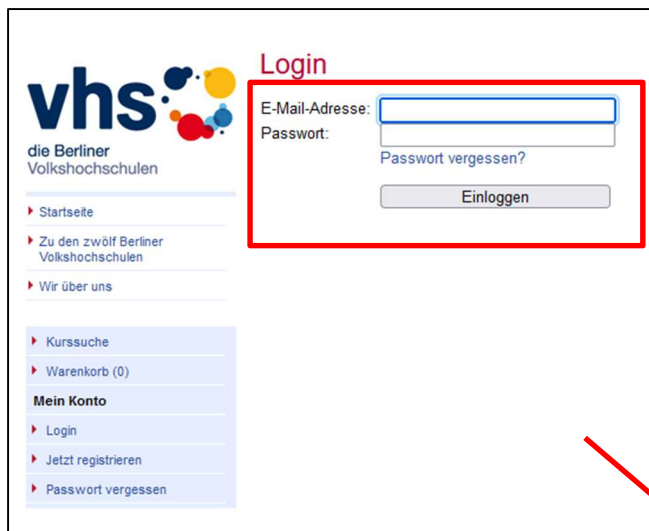 vhs
die Berliner
Volkshochschulen
Startseite
Zu den zwölf Berliner
Volkshochschulen
Wir über uns
Kurssuche
Warenkorb (0)
Mein Konto
Login
Jetzt registrieren
Passwort vergessen
Login
E-Mail-Adresse:
Passwort:
Passwort vergessen?
Einloggen